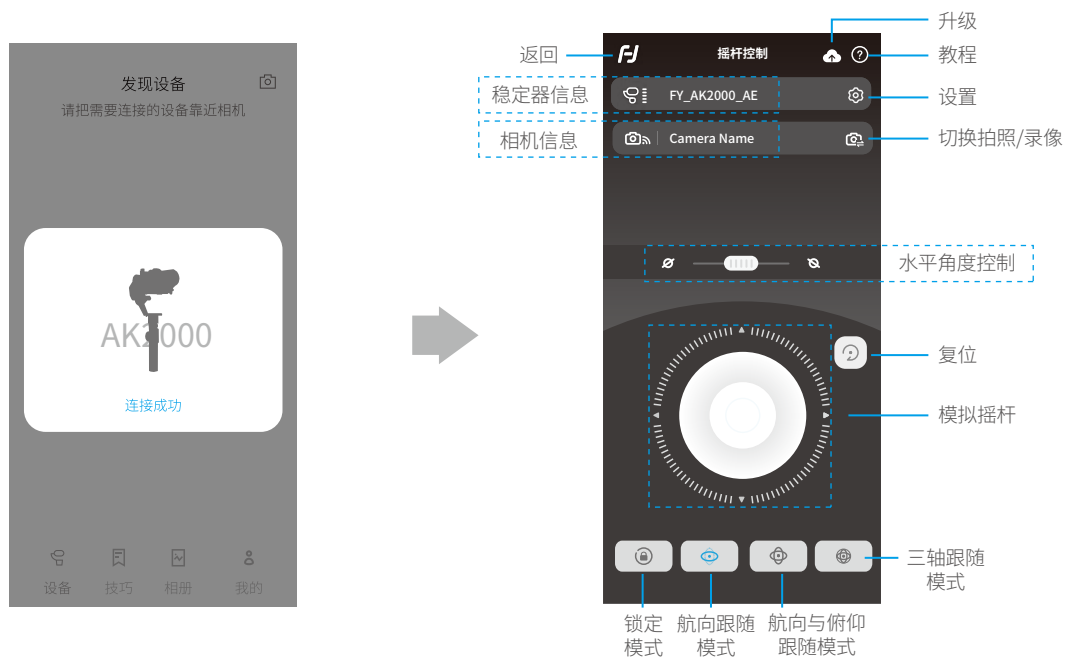 发现设备
请把需要连接的设备靠近相机
AK2000
连接成功
设备
技巧
相册
我的
升级
返回
摇杆控制
教程
稳定器信息
FY_AK2000_AE
设置
相机信息
Camera Name
切换拍照/录像
水平角度控制
复位
模拟摇杆
三轴跟随
模式
锁定
模式
航向跟随
模式
航向与俯仰
跟随模式